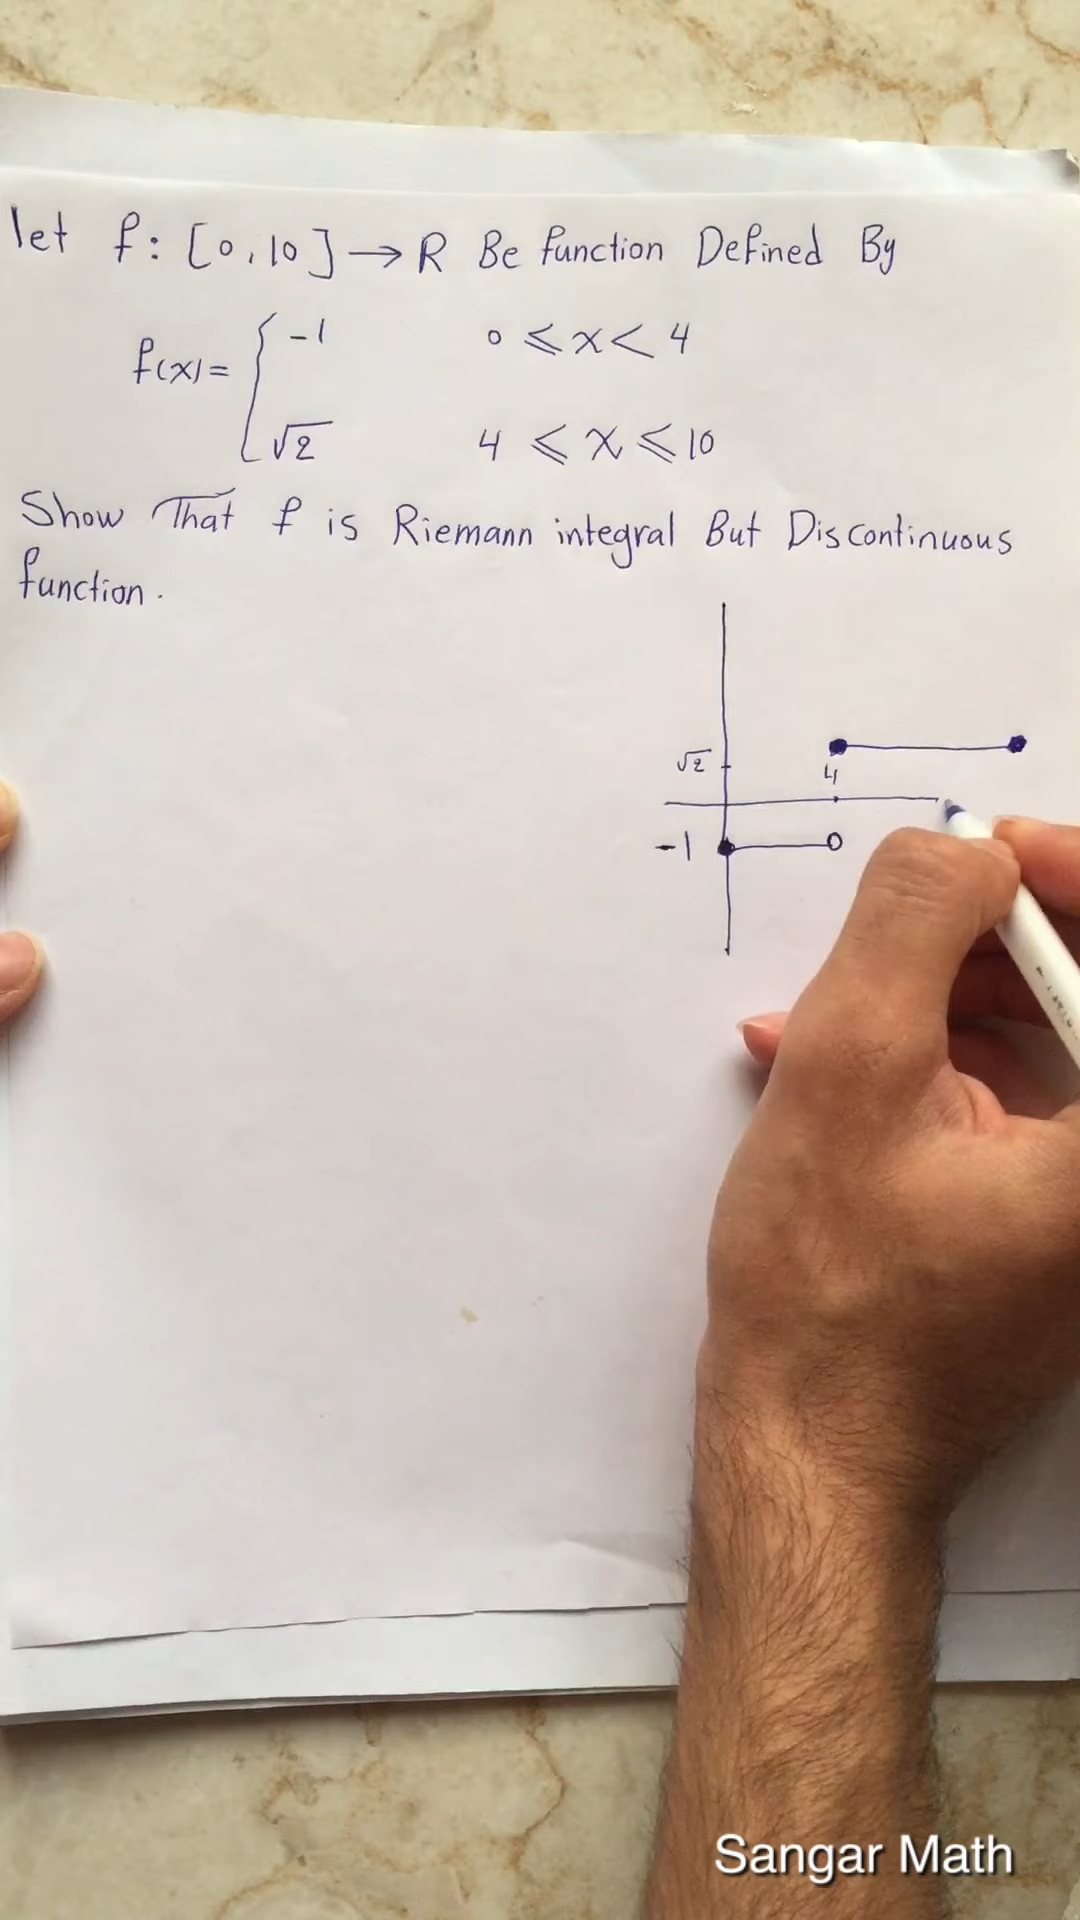 let f: [0,10] → R Be function Defined By
f(x) = { -1 0 ⩽ x < 4
√2 4 ⩽ x ⩽ 10
Show That f is Riemann integral But Discontinuous
function.
√2
4
-1
Sangar Math